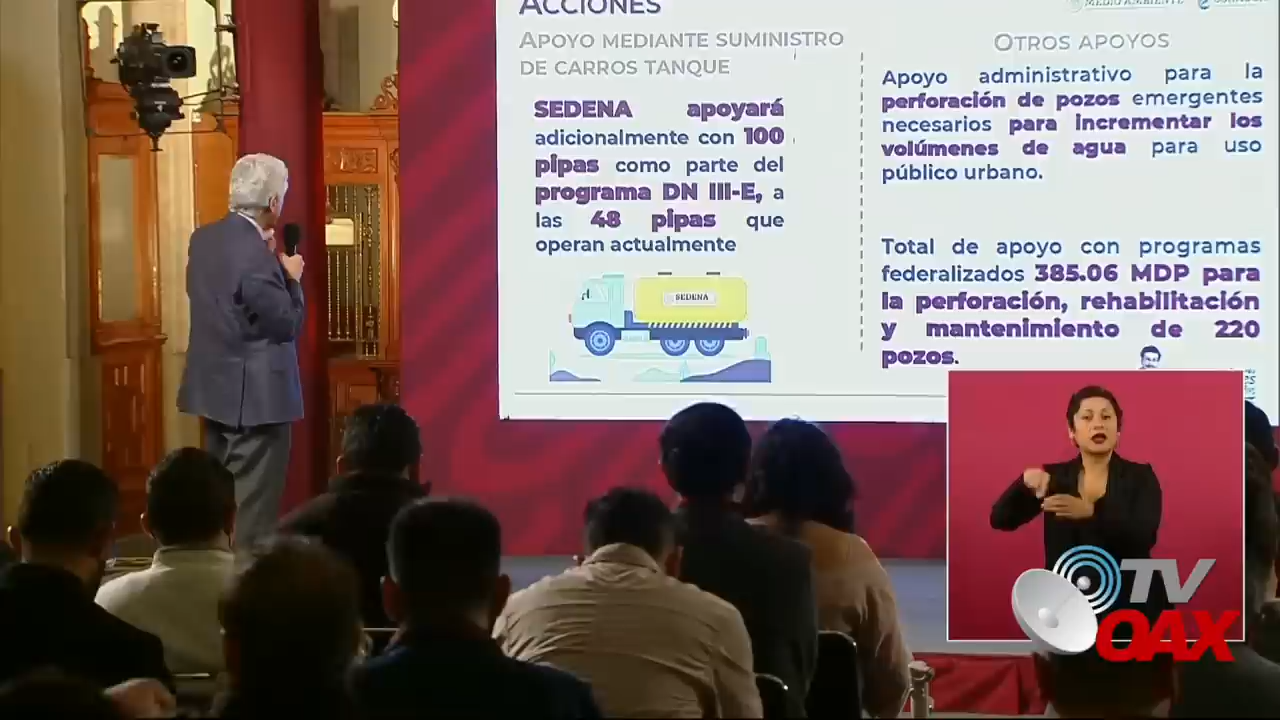 ACCIONES
APOYO MEDIANTE SUMINISTRO
DE CARROS TANQUE
SEDENA apoyará
adicionalmente con 100
pipas como parte del
programa DN III-E, a
las 48 pipas que
operan actualmente
SEDENA
MEDIO AMBIENTE
OTROS APOYOS
Apoyo administrativo para la
perforación de pozos emergentes
necesarios para incrementar los
volúmenes de agua para uso
público urbano.
Total de apoyo con programas
federalizados 385.06 MDP para
la perforación, rehabilitación
y mantenimiento de 220
pozos.
TV
OAX